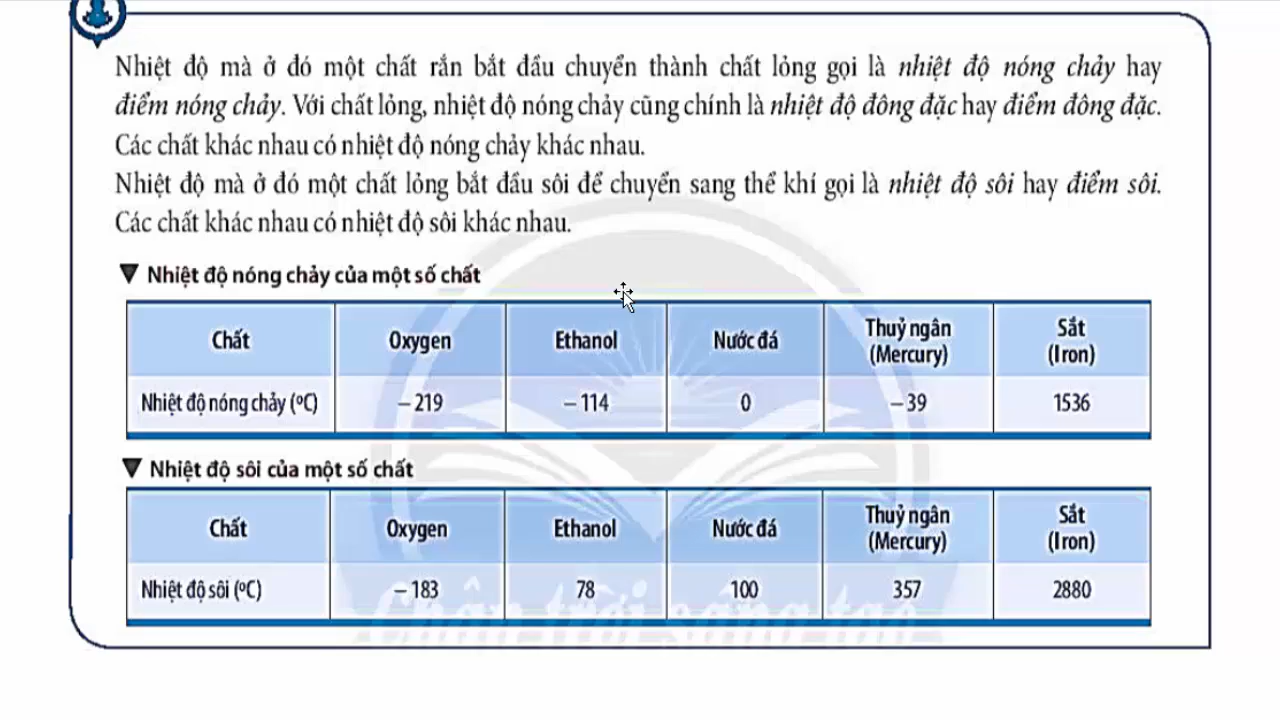 Nhiệt độ mà ở đó một chất rắn bắt đầu chuyển thành chất lỏng gọi là nhiệt độ nóng chảy hay
điểm nóng chảy. Với chất lỏng, nhiệt độ nóng chảy cũng chính là nhiệt độ đông đặc hay điểm đông đặc.
Các chất khác nhau có nhiệt độ nóng chảy khác nhau.
Nhiệt độ mà ở đó một chất lỏng bắt đầu sôi để chuyển sang thể khí gọi là nhiệt độ sôi hay điểm sôi.
Các chất khác nhau có nhiệt độ sôi khác nhau.
▼ Nhiệt độ nóng chảy của một số chất
Chất Oxygen Ethanol Nước đá Thuỷ ngân (Mercury) Sắt (Iron)
Nhiệt độ nóng chảy (ºC) – 219 – 114 0 – 39 1536
▼ Nhiệt độ sôi của một số chất
Chất Oxygen Ethanol Nước đá Thuỷ ngân (Mercury) Sắt (Iron)
Nhiệt độ sôi (ºC) – 183 78 100 357 2880
Chân trời sáng tạo